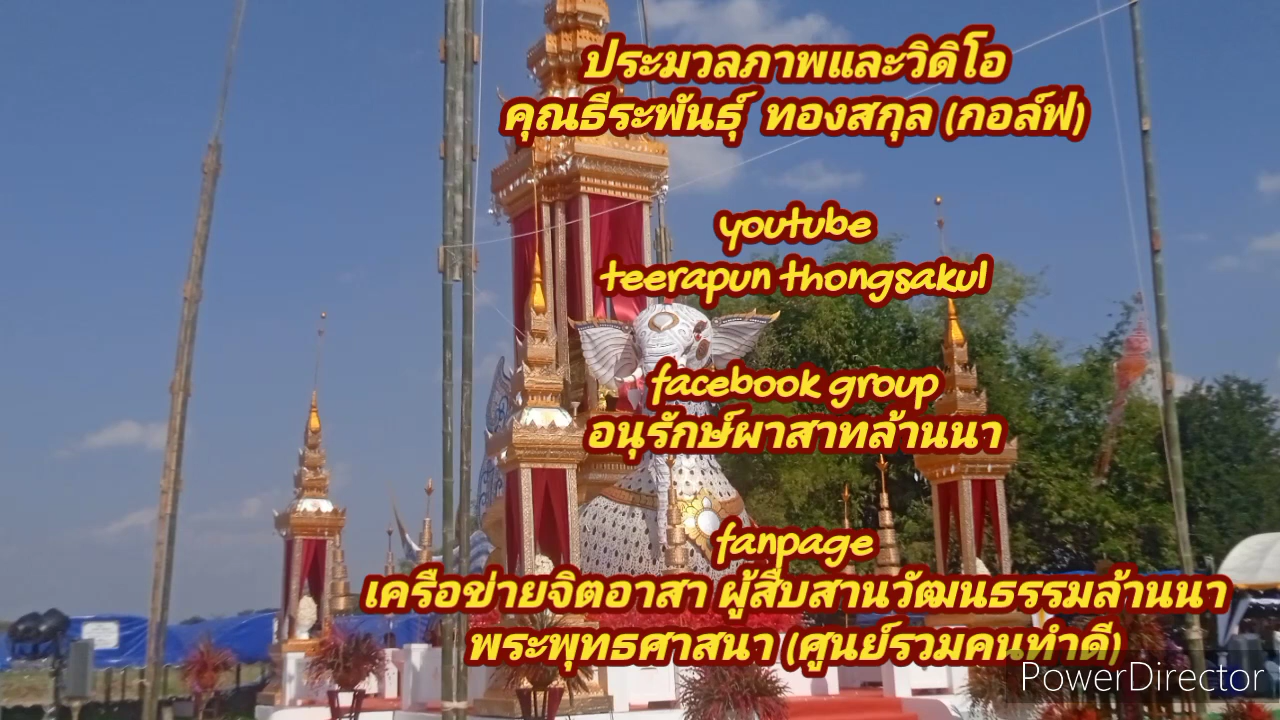 ประมวลภาพและวิดิโอ
คุณธีระพันธุ์ ทองสกุล (กอล์ฟ)
youtube
teerapun thongsakul
facebook group
อนุรักษ์ผาสาทล้านนา
fanpage
เครือข่ายจิตอาสา ผู้สืบสานวัฒนธรรมล้านนา
พระพุทธศาสนา (ศูนย์รวมคนทำดี)
PowerDirector